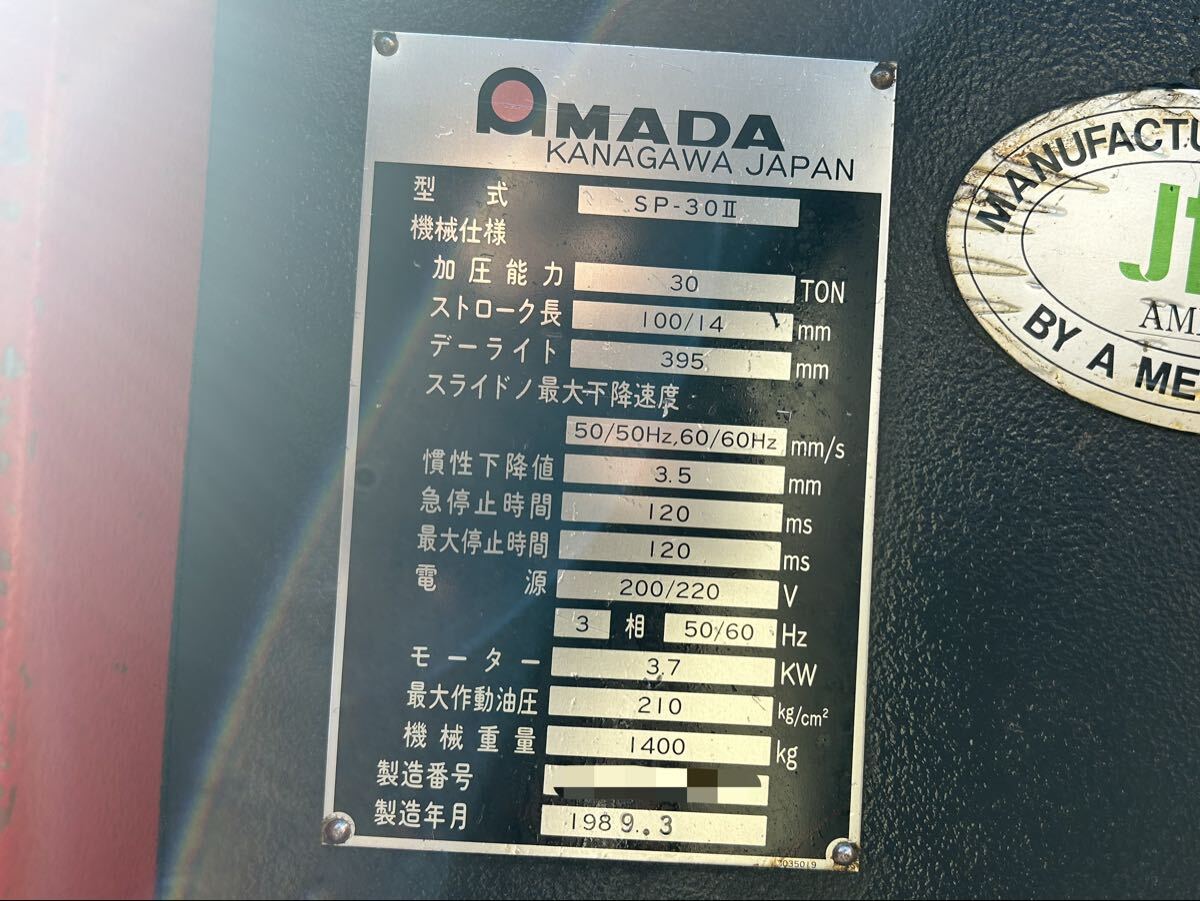 AMADA
KANAGAWA JAPAN
型 式 SP-30II
機械仕様
加圧能力 30 TON
ストローク長 100/14 mm
デーライト 395 mm
スライドノ最大下降速度
50/50Hz,60/60Hz mm/s
慣性下降値 3.5 mm
急停止時間 120 ms
最大停止時間 120 ms
電 源 200/220 V
3 相 50/60 Hz
モーター 3.7 KW
最大作動油圧 210 kg/cm²
機械重量 1400 kg
製造番号
製造年月 1989.3
MANUFACTU
J
AM
BY A ME